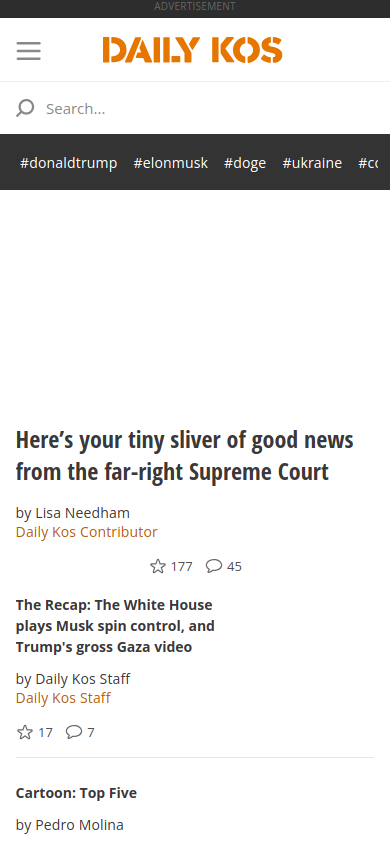 ADVERTISEMENT
DAILY KOS
Search...
#donaldtrump #elonmusk #doge #ukraine
Here’s your tiny sliver of good news
from the far-right Supreme Court
by Lisa Needham
Daily Kos Contributor
177 45
The Recap: The White House
plays Musk spin control, and
Trump's gross Gaza video
by Daily Kos Staff
Daily Kos Staff
17 7
Cartoon: Top Five
by Pedro Molina